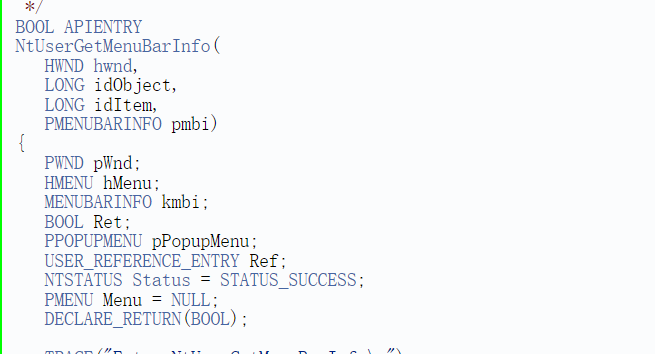 */
BOOL APIENTRY
NtUserGetMenuBarInfo(
HWND hwnd,
LONG idObject,
LONG idItem,
PMENUBARINFO pmbi)
{
PWND pWnd;
HMENU hMenu;
MENUBARINFO kmbi;
BOOL Ret;
PPOPUPMENU pPopupMenu;
USER_REFERENCE_ENTRY Ref;
NTSTATUS Status = STATUS_SUCCESS;
PMENU Menu = NULL;
DECLARE_RETURN(BOOL);